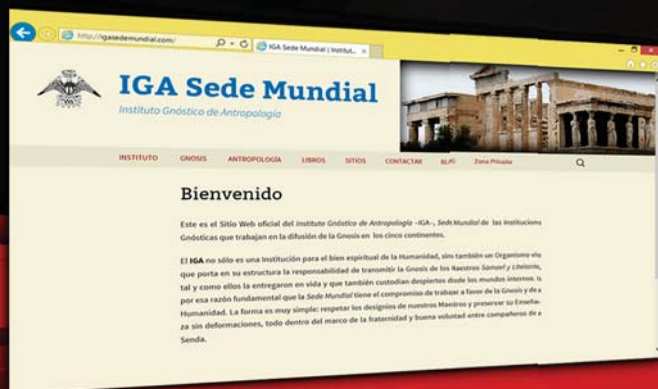 http://igasedemundial.com/
IGA Sede Mundial | Institut...
IGA Sede Mundial
Instituto Gnóstico de Antropología
INSTITUTO GNOSIS ANTROPOLOGÍA LIBROS SITIOS CONTACTAR Zona Privada
Bienvenido
Este es el Sitio Web oficial del Instituto Gnóstico de Antropología –IGA–, Sede Mundial de las Instituciones
Gnósticas que trabajan en la difusión de la Gnosis en los cinco continentes.
El IGA no sólo es una Institución para el bien espiritual de la Humanidad, sino también un Organismo vivo
que porta en su estructura la responsabilidad de transmitir la Gnosis de los Maestros Samael y Litelantes,
tal y como ellos la entregaron en vida y que también custodian despiertos desde los mundos internos.
por esa razón fundamental que la Sede Mundial tiene el compromiso de trabajar a favor de la Gnosis y de
Humanidad. La forma es muy simple: respetar los designios de nuestros Maestros y preservar su Enseñan-
za sin deformaciones, todo dentro del marco de la fraternidad y buena voluntad entre compañeros de
Senda.